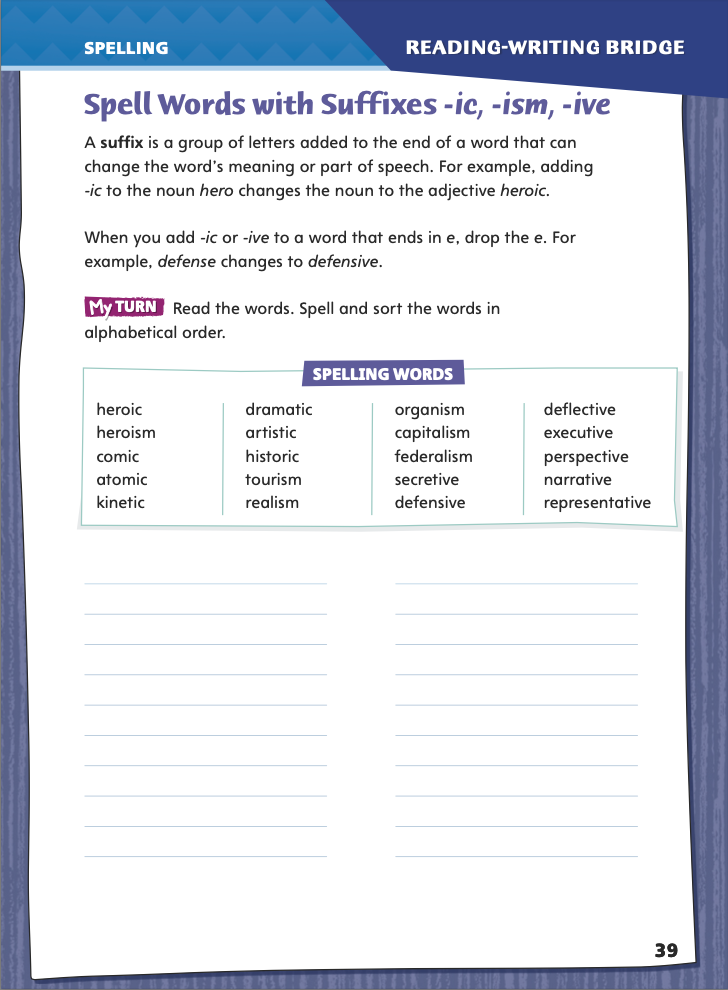 SPELLING
READING-WRITING BRIDGE
Spell Words with Suffixes -ic, -ism, -ive
A suffix is a group of letters added to the end of a word that can
change the word's meaning or part of speech. For example, adding
-ic to the noun hero changes the noun to the adjective heroic.
When you add -ic or -ive to a word that ends in e, drop the e. For
example, defense changes to defensive.
My TURN Read the words. Spell and sort the words in
alphabetical order.
SPELLING WORDS
heroic
heroism
comic
atomic
kinetic
dramatic
artistic
historic
tourism
realism
organism
capitalism
federalism
secretive
defensive
deflective
executive
perspective
narrative
representative
39